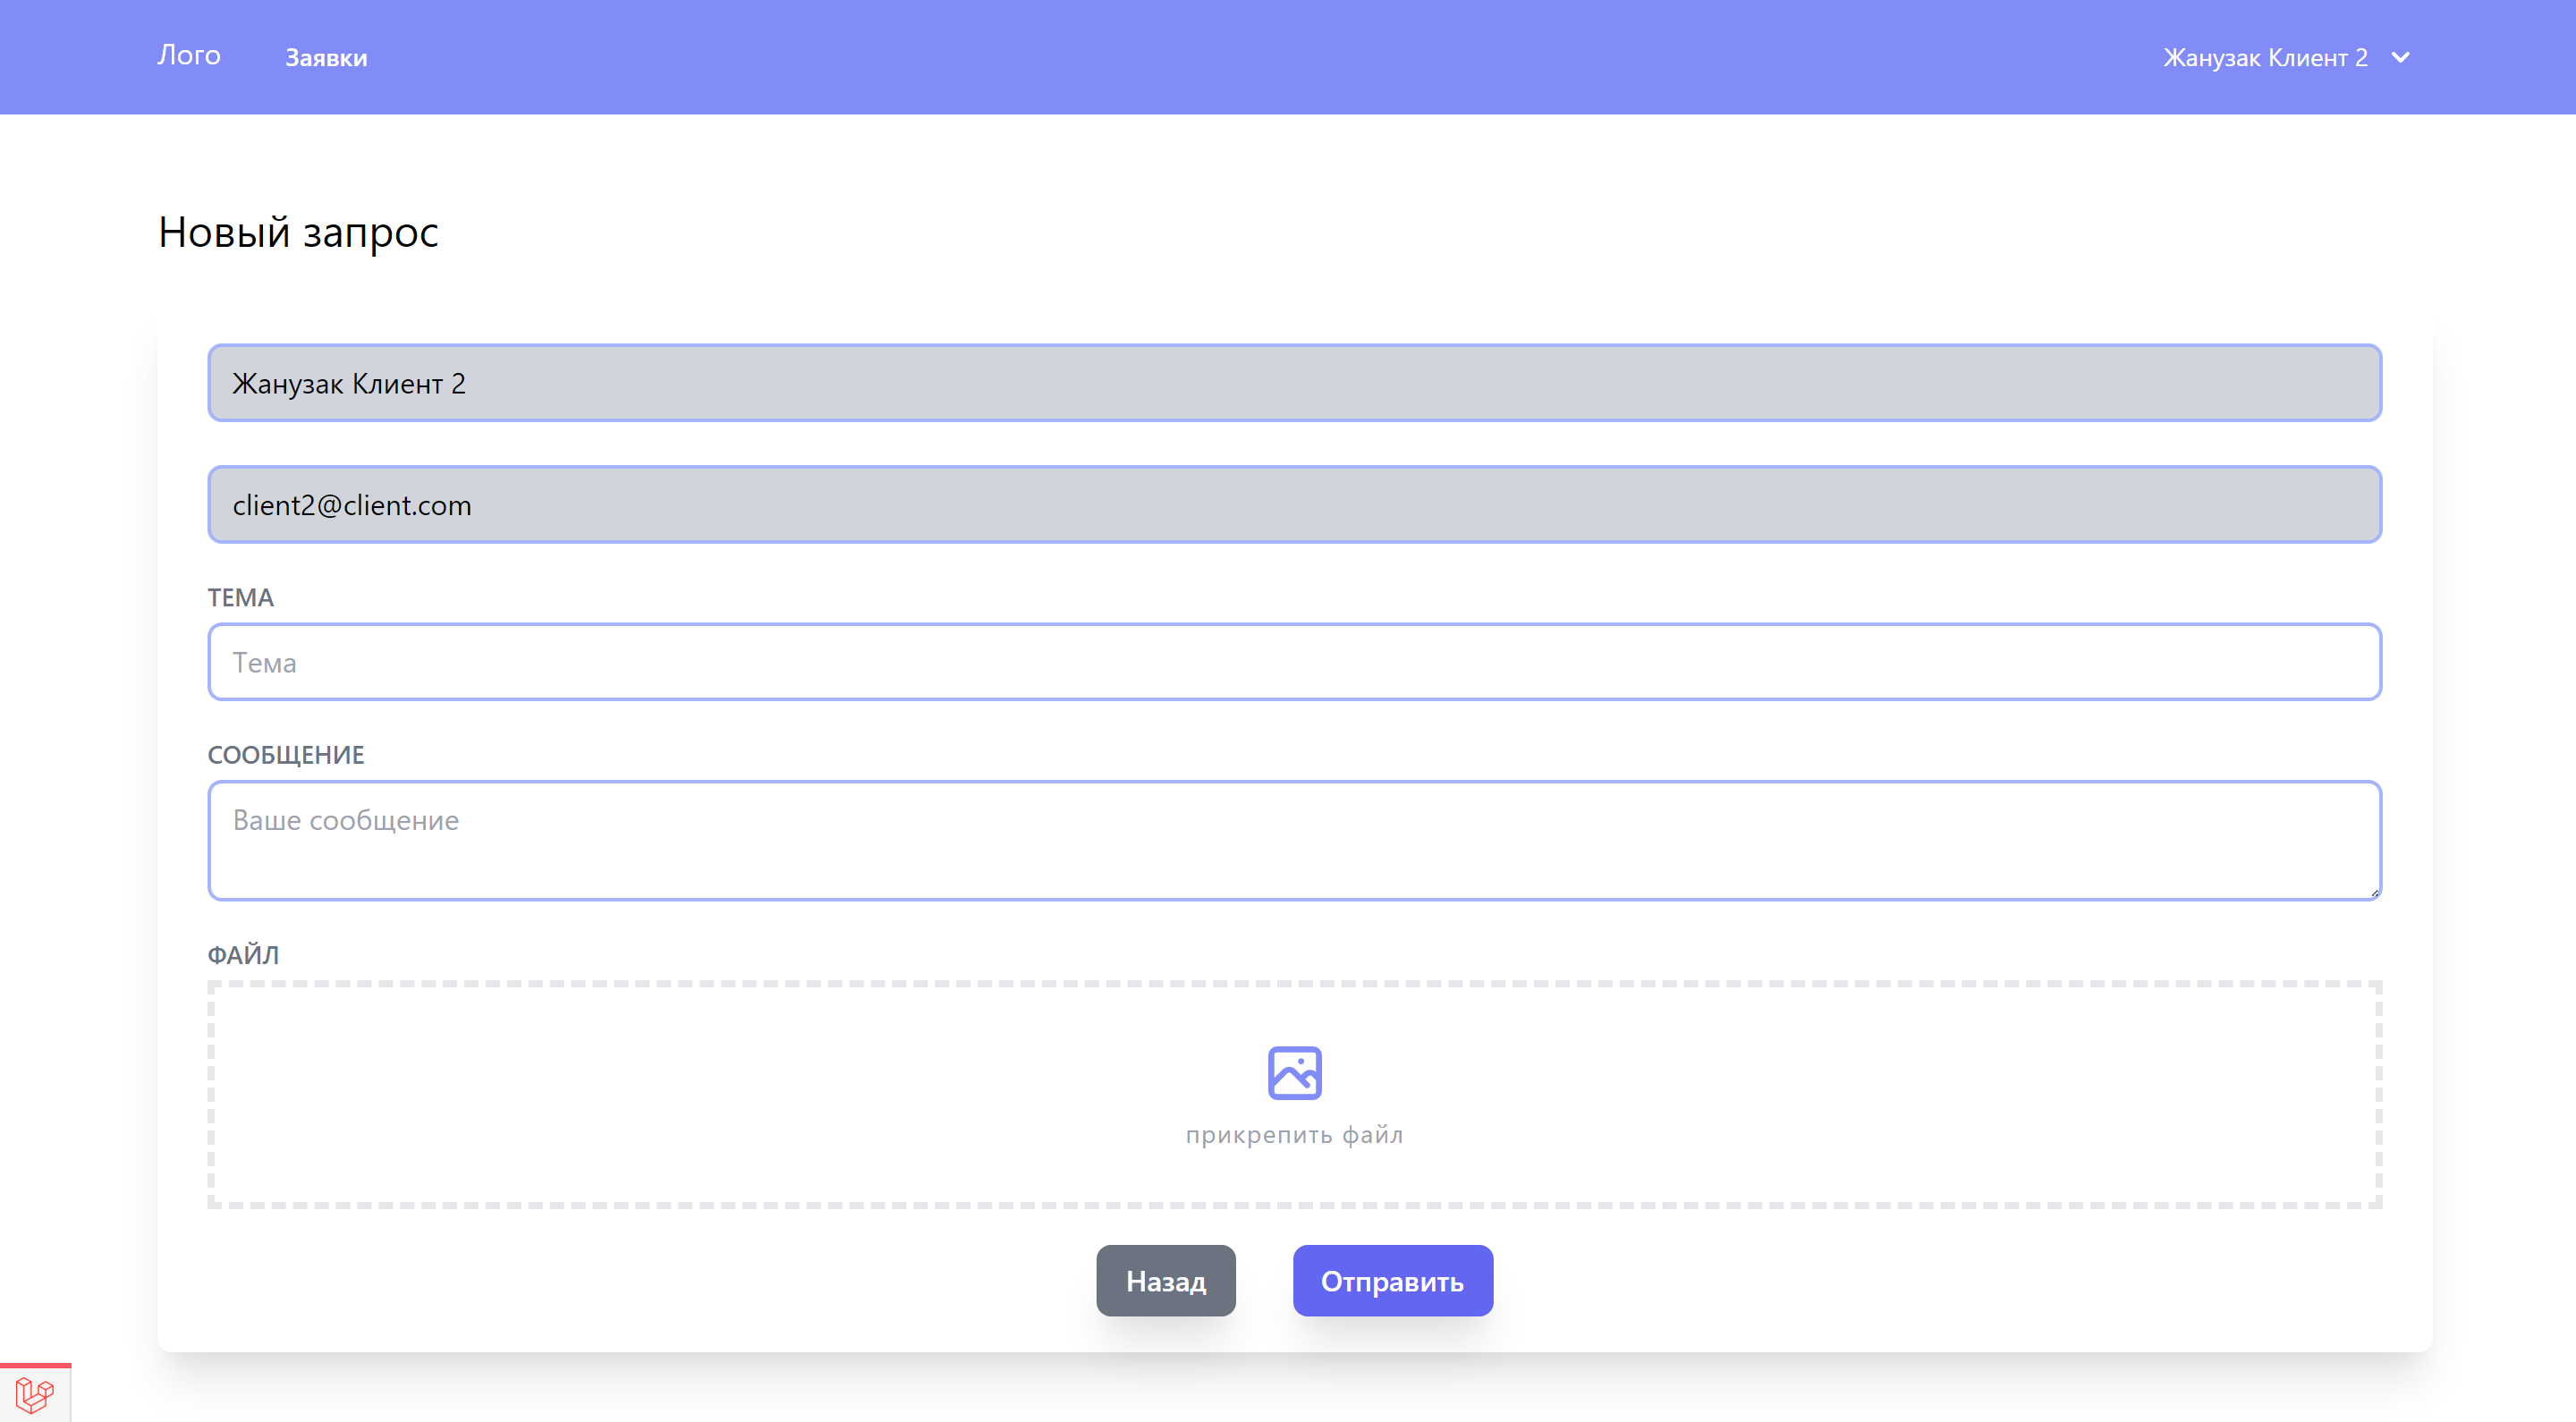 Лого
Заявки
Жанузак Клиент 2
Новый запрос
Жанузак Клиент 2
client2@client.com
ТЕМА
Тема
СООБЩЕНИЕ
Ваше сообщение
ФАЙЛ
прикрепить файл
Назад
Отправить